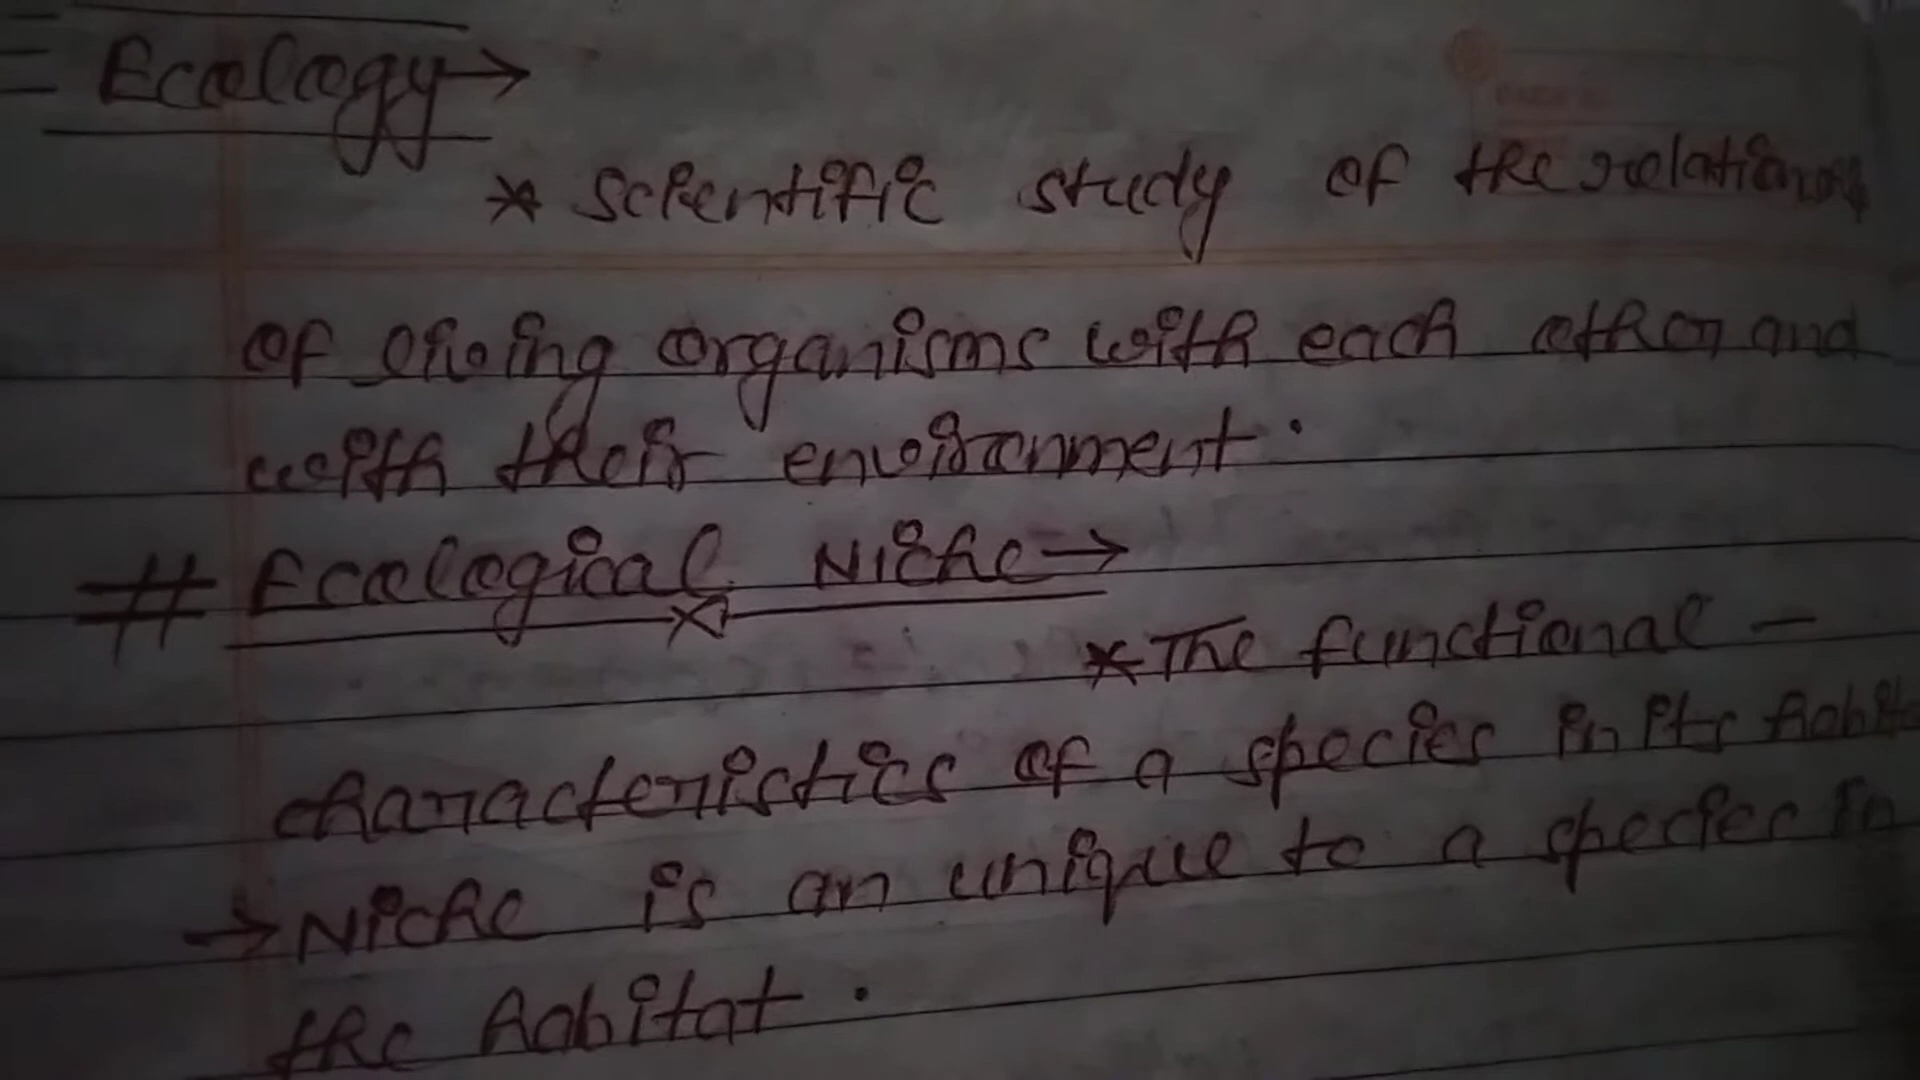 Ecology →
* Scientific study of the relations
of living organisms with each other and
with their environment.
# Ecological Niche →
* The functional -
characteristics of a species in its habita
→ Niche is an unique to a species in
the habitat.